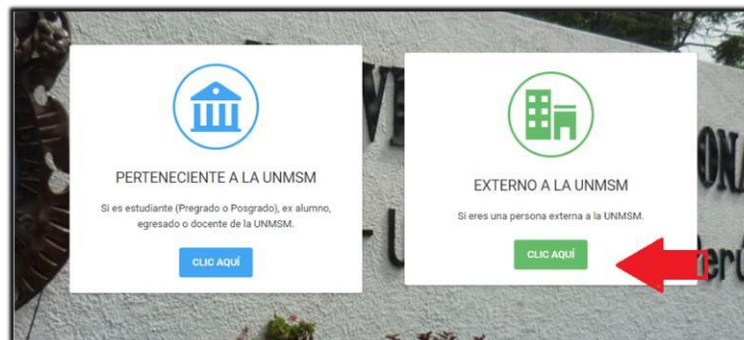 PERTENECIENTE A LA UNMSM
Si es estudiante (Pregrado o Posgrado), ex alumno,
egresado o docente de la UNMSM.
CLIC AQUÍ
EXTERNO A LA UNMSM
Si eres una persona externa a la UNMSM.
CLIC AQUÍ